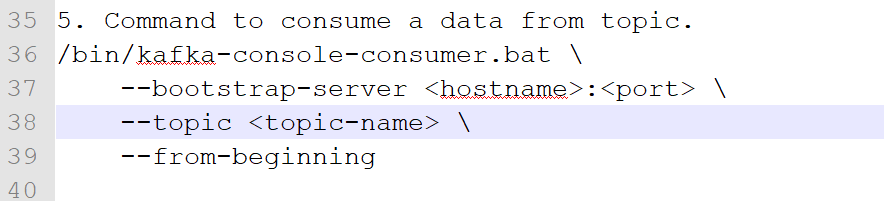 35 5. Command to consume a data from topic.
36 /bin/kafka-console-consumer.bat \
37     --bootstrap-server <hostname>:<port> \
38     --topic <topic-name> \
39     --from-beginning
40